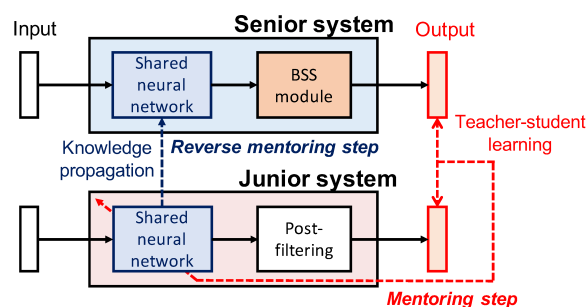 Input
Senior system
Output
Shared
neural
network
BSS
module
Knowledge
propagation
Reverse mentoring step
Teacher-student
learning
Junior system
Shared
neural
network
Post-
filtering
Mentoring step